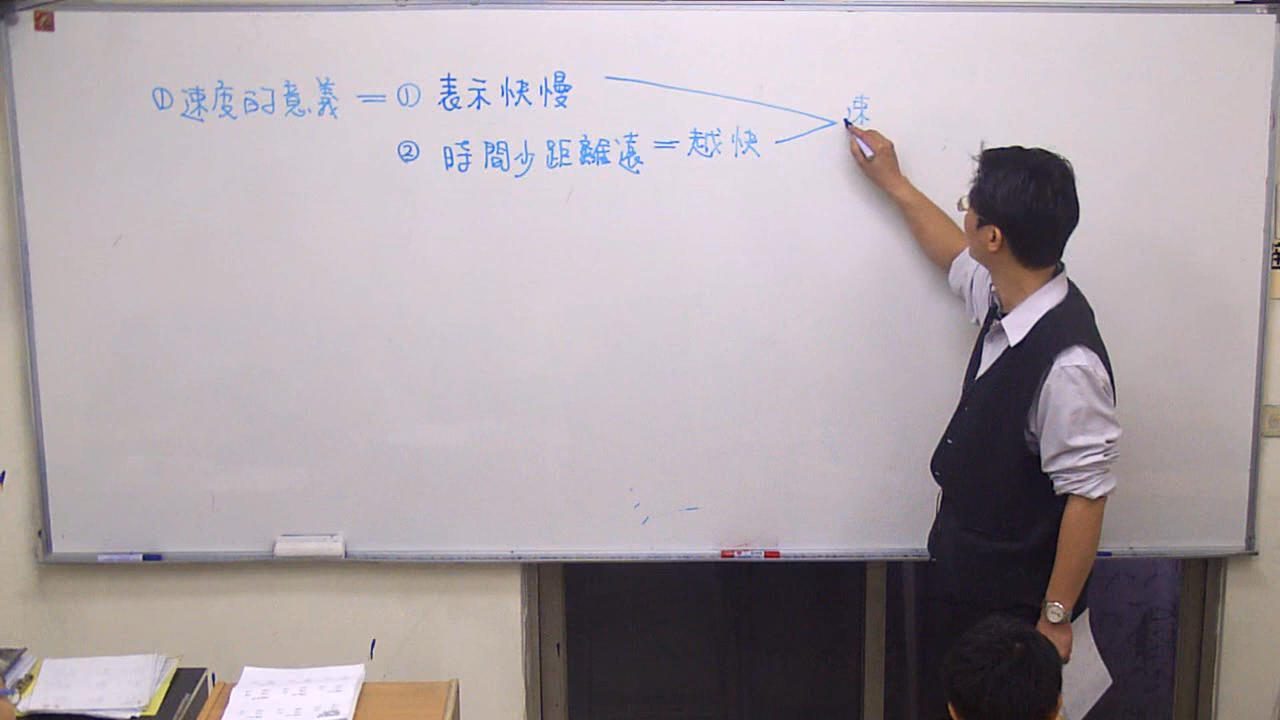 ① 速度的意義 = ① 表示快慢
② 時間少距離遠 = 越快
速